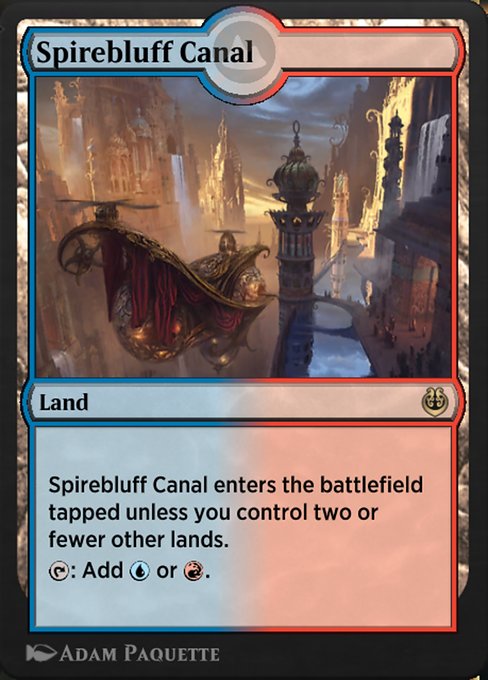 Spirebluff Canal
Land
Spirebluff Canal enters the battlefield
tapped unless you control two or
fewer other lands.
: Add or .
ADAM PAQUETTE